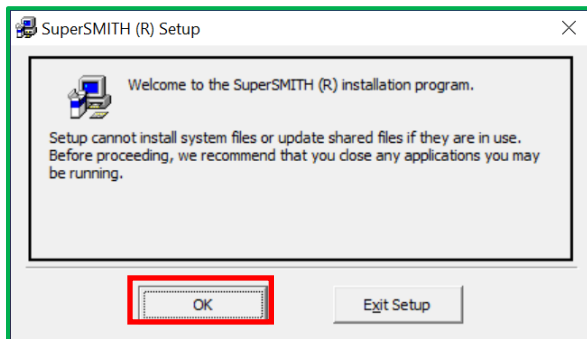 SuperSMITH (R) Setup
Welcome to the SuperSMITH (R) installation program.
Setup cannot install system files or update shared files if they are in use.
Before proceeding, we recommend that you close any applications you may
be running.
OK
Exit Setup